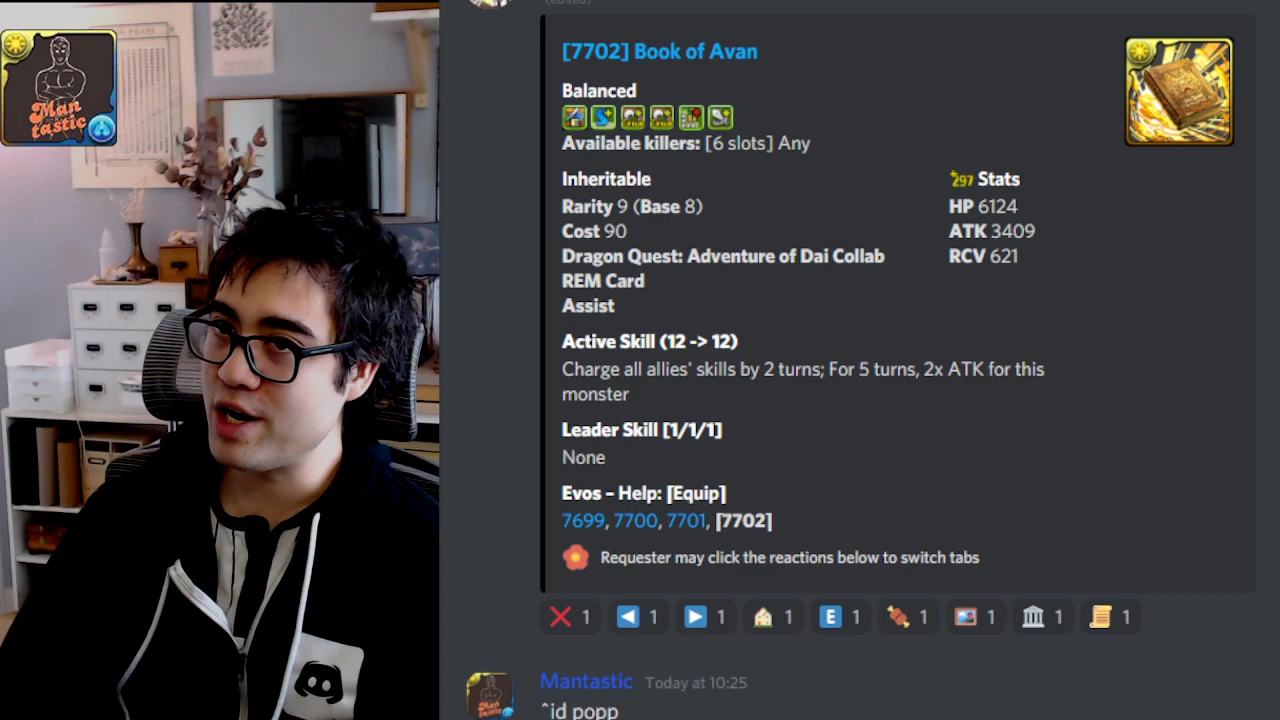 Man
tastic
PHASE
(edited)
[7702] Book of Avan
Balanced
Available killers: [6 slots] Any
Inheritable
Rarity 9 (Base 8)
Cost 90
Dragon Quest: Adventure of Dai Collab
REM Card
Assist
+297 Stats
HP 6124
ATK 3409
RCV 621
Active Skill (12 -> 12)
Charge all allies' skills by 2 turns; For 5 turns, 2x ATK for this
monster
Leader Skill [1/1/1]
None
Evos – Help: [Equip]
7699, 7700, 7701, [7702]
Requester may click the reactions below to switch tabs
1 1 1 1 E 1 1 1 1 1
Mantastic Today at 10:25
^id popp